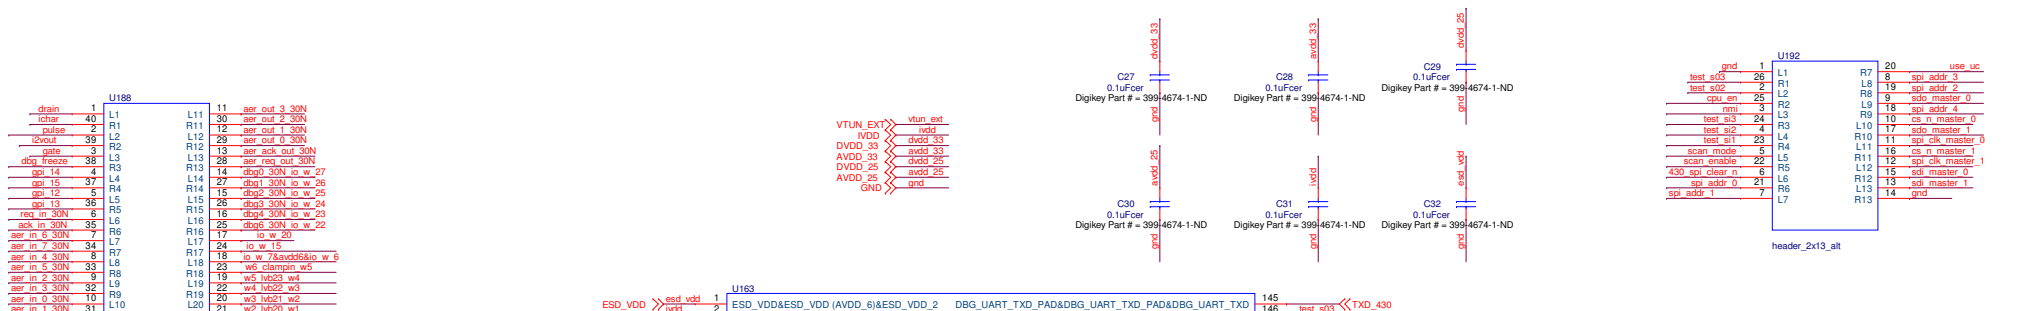 U188
drain 1 L1 L11 11 aer_out_3_30N
ichar 40 R1 R11 30 aer_out_2_30N
pulse 2 L2 L12 12 aer_out_1_30N
i2vout 39 R2 R12 29 aer_out_0_30N
gate 3 L3 L13 13 aer_ack_out_30N
dbg_freeze 38 R3 R13 28 aer_req_out_30N
gpi_14 4 L4 L14 14 dbg0_30N_io_w_27
gpi_15 37 R4 R14 27 dbg1_30N_io_w_26
gpi_12 5 L5 L15 15 dbg2_30N_io_w_25
gpi_13 36 R5 R15 26 dbg3_30N_io_w_24
req_in_30N 6 L6 L16 16 dbg4_30N_io_w_23
ack_in_30N 35 R6 R16 25 dbg6_30N_io_w_22
aer_in_6_30N 7 L7 L17 17 io_w_20
aer_in_7_30N 34 R7 R17 24 io_w_15
aer_in_4_30N 8 L8 L18 18 io_w_7&avdd6&io_w_6
aer_in_5_30N 33 R8 R18 23 w6_clampin_w5
aer_in_2_30N 9 L9 L19 19 w5_lvb23_w4
aer_in_3_30N 32 R9 R19 22 w4_lvb22_w3
aer_in_0_30N 10 L10 L20 20 w3_lvb21_w2
aer_in_1_30N 31 21 w2_lvb20_w1
VTUN_EXT vtun_ext
IVDD ivdd
DVDD_33 dvdd_33
AVDD_33 avdd_33
DVDD_25 dvdd_25
AVDD_25 avdd_25
GND gnd
dvdd_33
C27
0.1uFcer
Digikey Part # = 399-4674-1-ND
gnd
avdd_33
C28
0.1uFcer
Digikey Part # = 399-4674-1-ND
gnd
dvdd_25
C29
0.1uFcer
Digikey Part # = 399-4674-1-ND
gnd
avdd_25
C30
0.1uFcer
Digikey Part # = 399-4674-1-ND
gnd
ivdd
C31
0.1uFcer
Digikey Part # = 399-4674-1-ND
gnd
esd_vdd
C32
0.1uFcer
Digikey Part # = 399-4674-1-ND
gnd
U163
ESD_VDD esd_vdd 1 ESD_VDD&ESD_VDD (AVDD_6)&ESD_VDD_2 DBG_UART_TXD_PAD&DBG_UART_TXD_PAD&DBG_UART_TXD 145 TXD_430
ivdd 2 146 test_s03
U192
gnd 1 L1 R7 20 use_uc
test_s03 26 R1 L8 8 spi_addr_3
test_s02 2 L2 R8 19 spi_addr_2
cpu_en 25 R2 L9 9 sdo_master_0
nmi 3 L3 R9 18 spi_addr_4
test_si3 24 R3 L10 10 cs_n_master_0
test_si2 4 L4 R10 17 sdo_master_1
test_si1 23 R4 L11 11 spi_clk_master_0
scan_mode 5 L5 R11 16 cs_n_master_1
scan_enable 22 R5 L12 12 spi_clk_master_1
430_spi_clear_n 6 L6 R12 15 sdi_master_0
spi_addr_0 21 R6 L13 13 sdi_master_1
spi_addr_1 7 L7 R13 14 gnd
header_2x13_alt